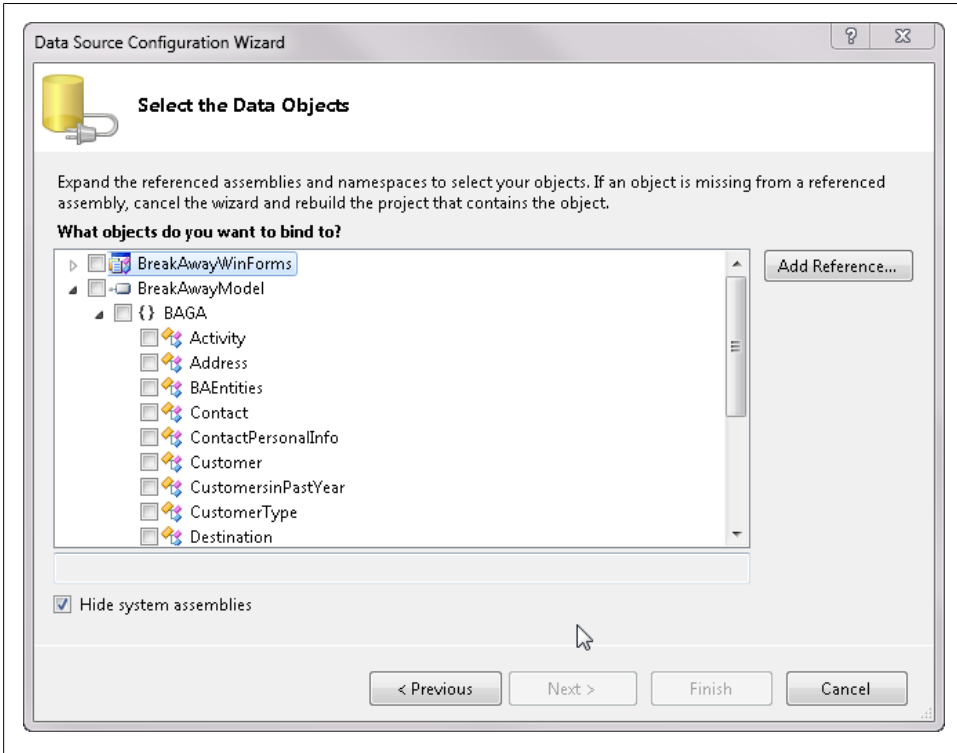 Data Source Configuration Wizard
Select the Data Objects
Expand the referenced assemblies and namespaces to select your objects. If an object is missing from a referenced
assembly, cancel the wizard and rebuild the project that contains the object.
What objects do you want to bind to?
BreakAwayWinForms
Add Reference...
BreakAwayModel
{} BAGA
Activity
Address
BAEntities
Contact
ContactPersonalInfo
Customer
CustomersinPastYear
CustomerType
Destination
Hide system assemblies
< Previous
Next >
Finish
Cancel